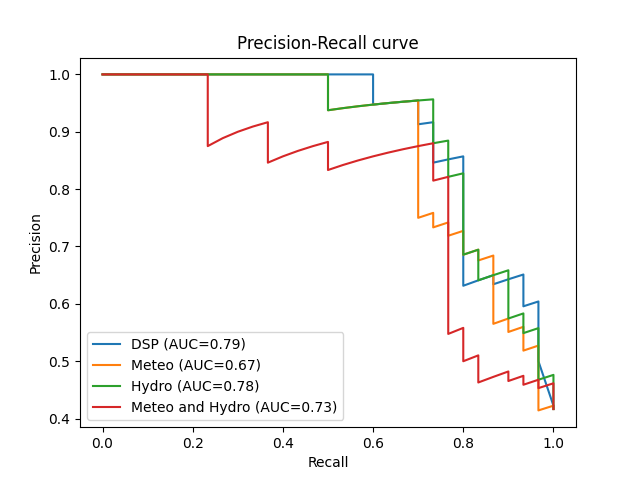 Precision-Recall curve
1.0
0.9
0.8
0.7
0.6
0.5
0.4
Precision
DSP (AUC=0.79)
Meteo (AUC=0.67)
Hydro (AUC=0.78)
Meteo and Hydro (AUC=0.73)
0.0 0.2 0.4 0.6 0.8 1.0
Recall